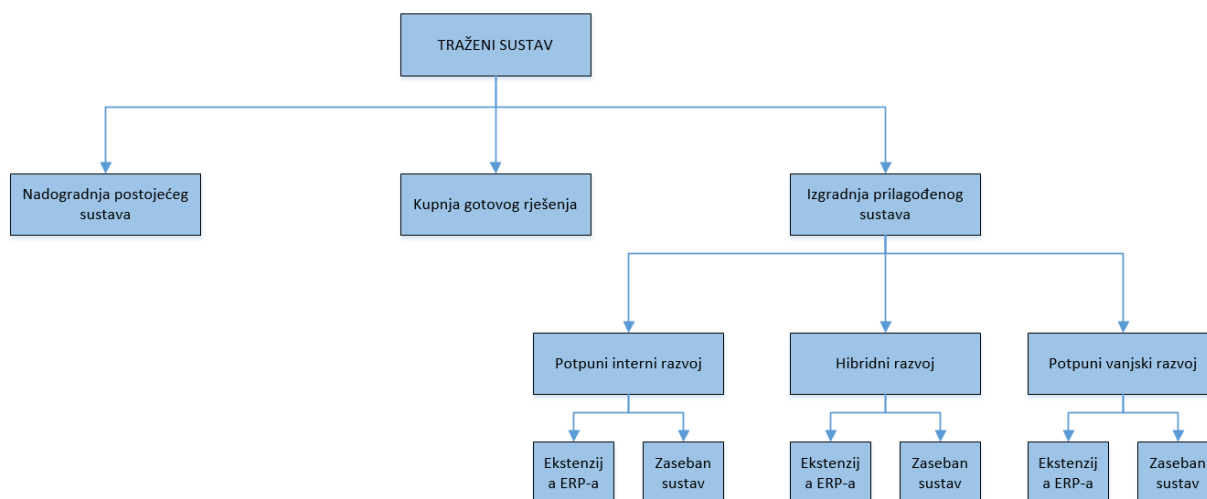 TRAŽENI SUSTAV
Nadogradnja postojećeg
sustava
Kupnja gotovog rješenja
Izgradnja prilagođenog
sustava
Potpuni interni razvoj
Hibridni razvoj
Potpuni vanjski razvoj
Ekstenzij
a ERP-a
Zaseban
sustav
Ekstenzij
a ERP-a
Zaseban
sustav
Ekstenzij
a ERP-a
Zaseban
sustav